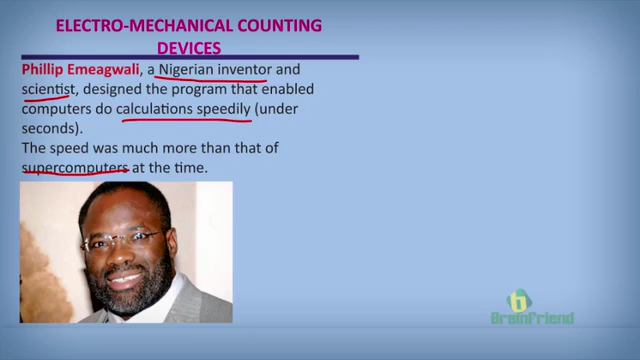 ELECTRO-MECHANICAL COUNTING
DEVICES
Phillip Emeagwali, a Nigerian inventor and
scientist, designed the program that enabled
computers do calculations speedily (under
seconds).
The speed was much more than that of
supercomputers at the time.
b
BrainFriend